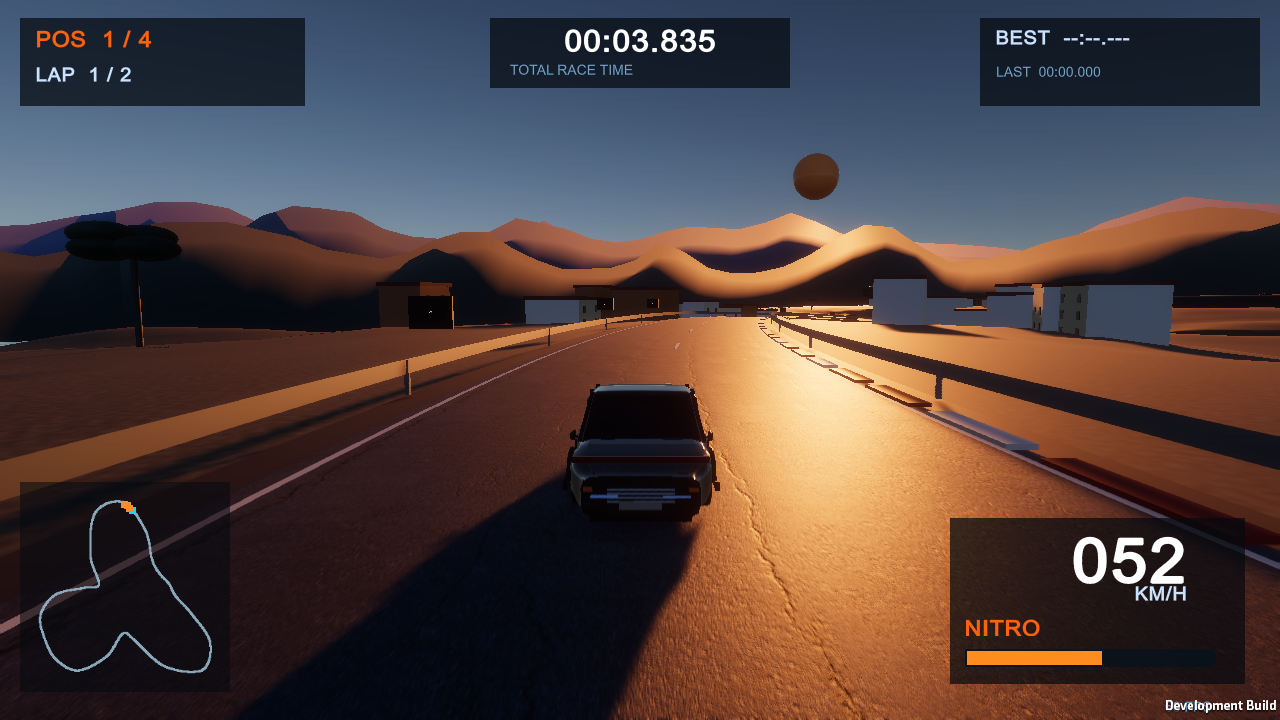 POS 1 / 4
LAP 1 / 2
00:03.835
TOTAL RACE TIME
BEST --:--.---
LAST 00:00.000
052
KM/H
NITRO
Development Build